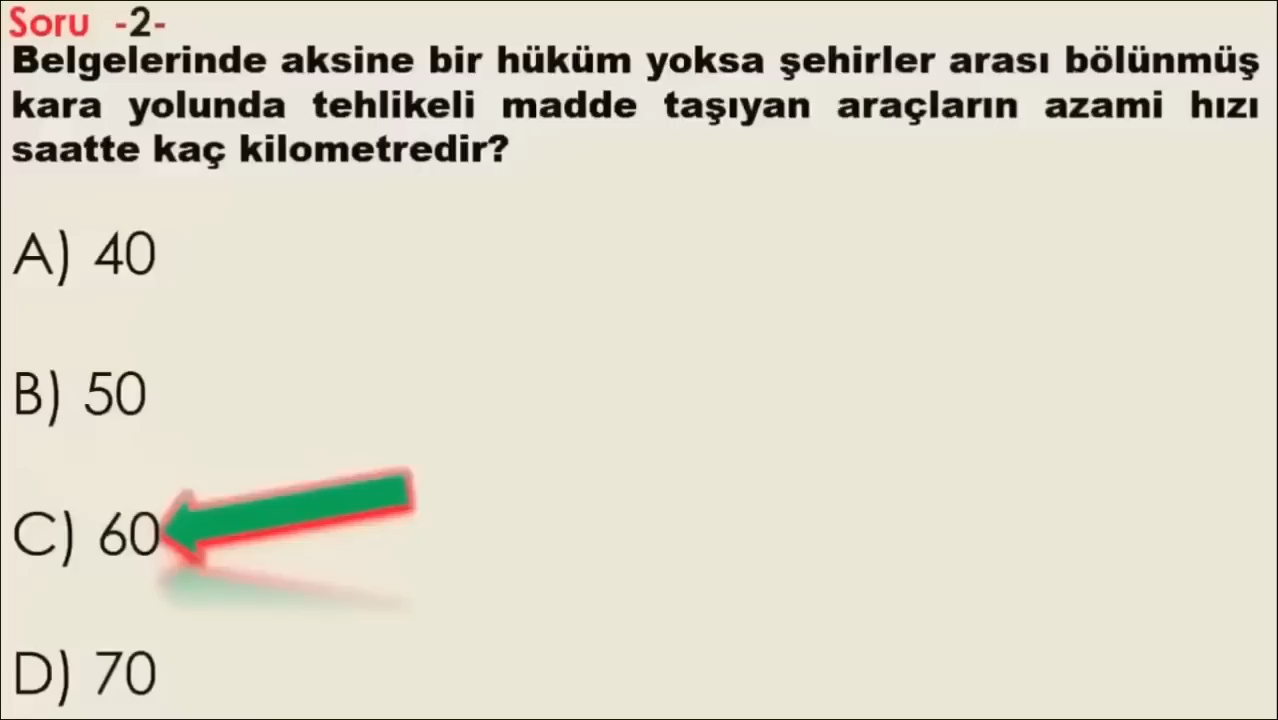 Soru -2-
Belgelerinde aksine bir hüküm yoksa şehirler arası bölünmüş
kara yolunda tehlikeli madde taşıyan araçların azami hızı
saatte kaç kilometredir?
A) 40
B) 50
C) 60
D) 70